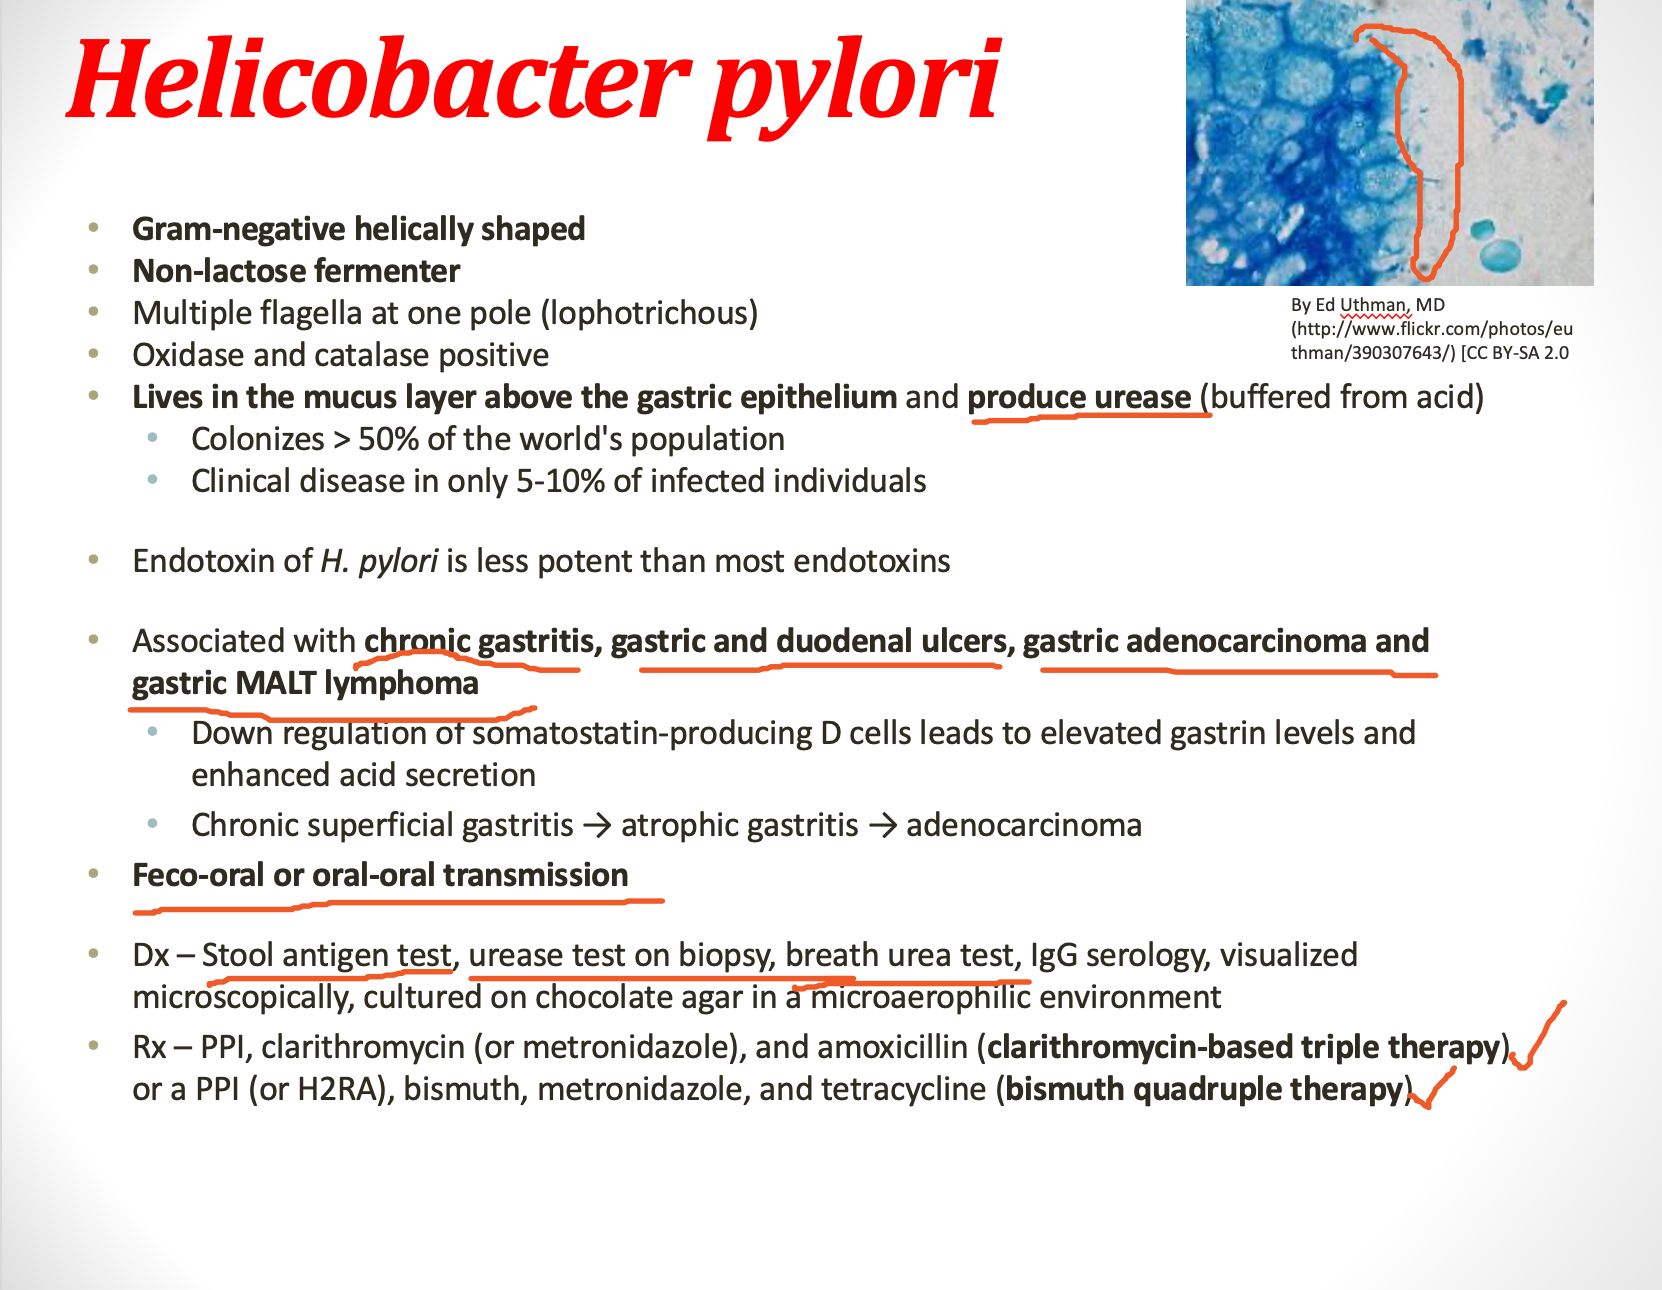 Helicobacter pylori
By Ed Uthman, MD
(http://www.flickr.com/photos/eu
thman/390307643/) [CC BY-SA 2.0
• Gram-negative helically shaped
• Non-lactose fermenter
• Multiple flagella at one pole (lophotrichous)
• Oxidase and catalase positive
• Lives in the mucus layer above the gastric epithelium and produce urease (buffered from acid)
• Colonizes > 50% of the world's population
• Clinical disease in only 5-10% of infected individuals
• Endotoxin of H. pylori is less potent than most endotoxins
• Associated with chronic gastritis, gastric and duodenal ulcers, gastric adenocarcinoma and
gastric MALT lymphoma
• Down regulation of somatostatin-producing D cells leads to elevated gastrin levels and
enhanced acid secretion
• Chronic superficial gastritis → atrophic gastritis → adenocarcinoma
• Feco-oral or oral-oral transmission
• Dx – Stool antigen test, urease test on biopsy, breath urea test, IgG serology, visualized
microscopically, cultured on chocolate agar in a microaerophilic environment
• Rx – PPI, clarithromycin (or metronidazole), and amoxicillin (clarithromycin-based triple therapy)
or a PPI (or H2RA), bismuth, metronidazole, and tetracycline (bismuth quadruple therapy)